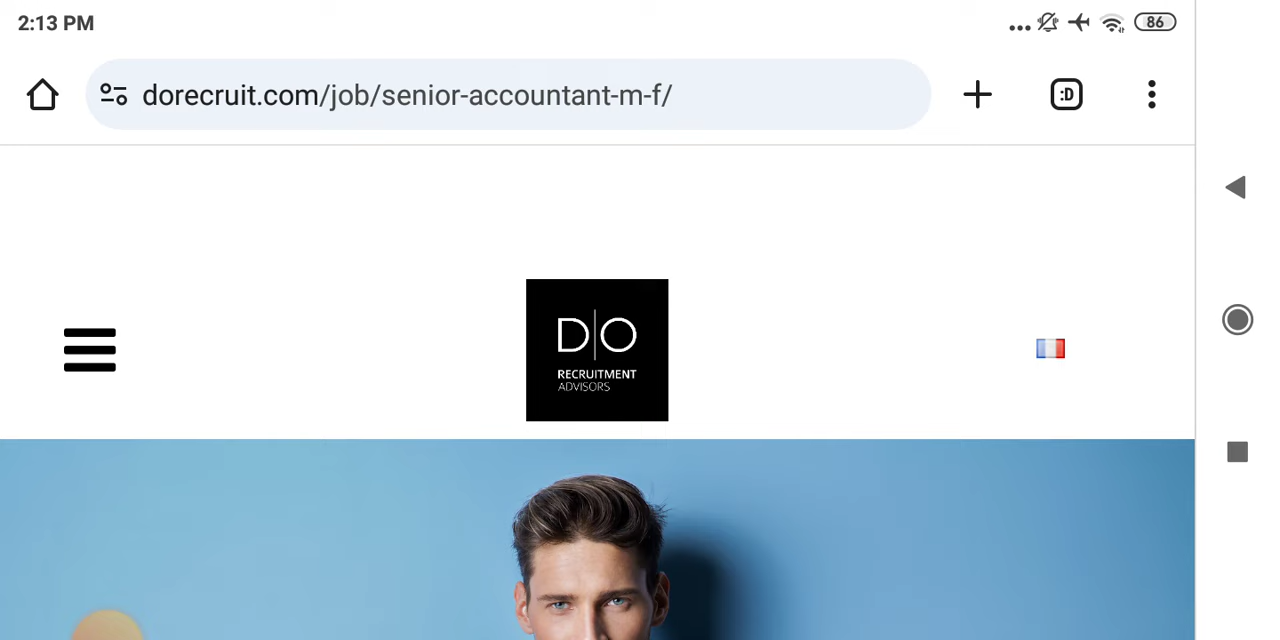 2:13 PM
86
dorecruit.com/job/senior-accountant-m-f/
:D
D|O
RECRUITMENT
ADVISORS